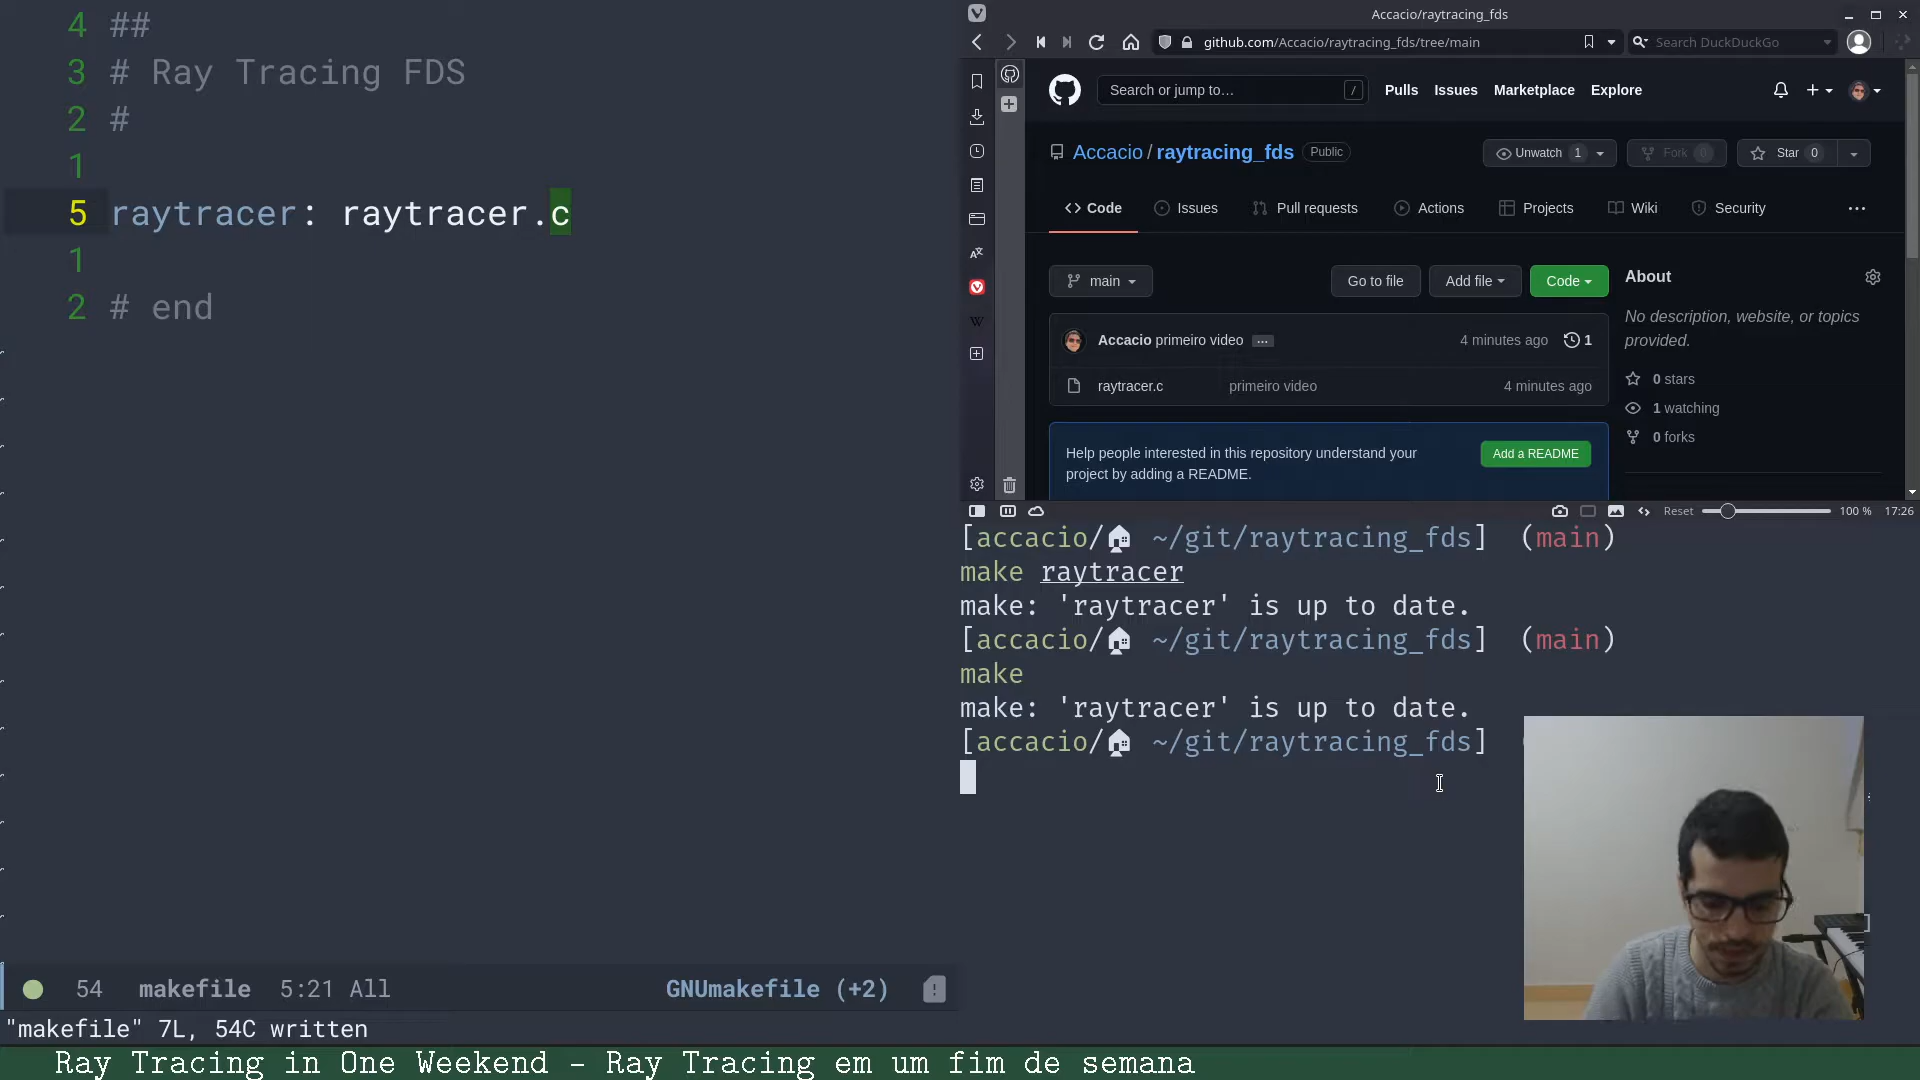 4 ##
3 # Ray Tracing FDS
2 #
1
5 raytracer: raytracer.c
1
2 # end
54 makefile 5:21 All GNUmakefile (+2)
"makefile" 7L, 54C written
Accacio/raytracing_fds
github.com/Accacio/raytracing_fds/tree/main
Search DuckDuckGo
Search or jump to… /
Pulls Issues Marketplace Explore
Accacio / raytracing_fds Public
Unwatch 1 Fork 0 Star 0
Code Issues Pull requests Actions Projects Wiki Security
main Go to file Add file Code
Accacio primeiro video 4 minutes ago 1
raytracer.c primeiro video 4 minutes ago
Help people interested in this repository understand your
project by adding a README.
Add a README
About
No description, website, or topics
provided.
0 stars
1 watching
0 forks
Reset 100 % 17:26
[accacio/ ~/git/raytracing_fds] (main)
make raytracer
make: 'raytracer' is up to date.
[accacio/ ~/git/raytracing_fds] (main)
make
make: 'raytracer' is up to date.
[accacio/ ~/git/raytracing_fds]
Ray Tracing in One Weekend - Ray Tracing em um fim de semana